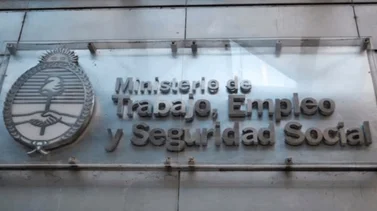 Ministerio de
Trabajo, Empleo
y Seguridad Social